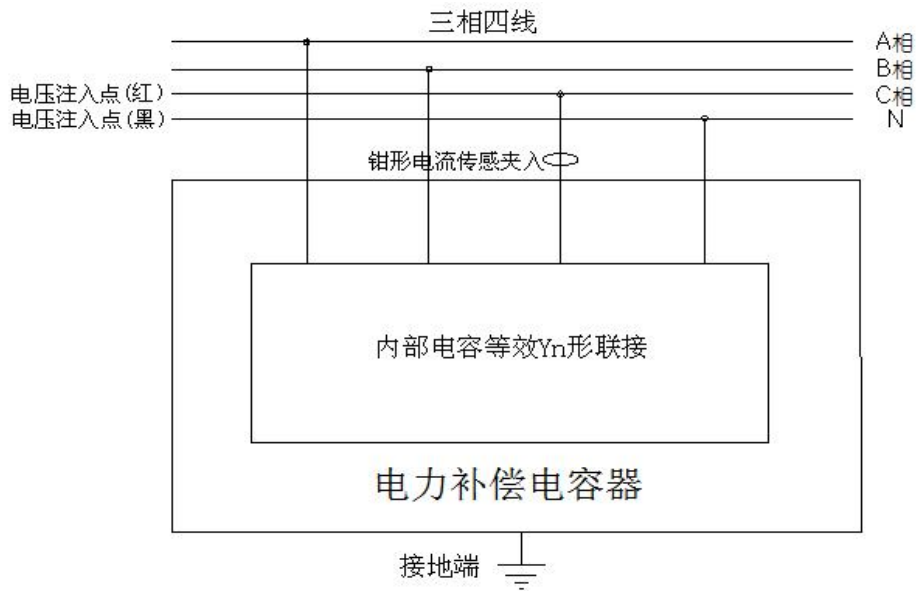 三相四线
A相
B相
电压注入点(红)
C相
电压注入点(黑)
N
钳形电流传感夹入
内部电容等效Yn形联接
电力补偿电容器
接地端